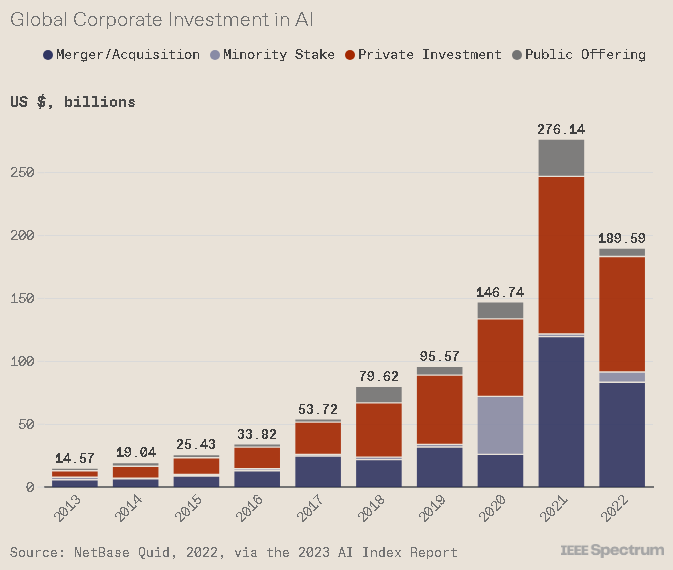 Global Corporate Investment in AI
Merger/Acquisition Minority Stake Private Investment Public Offering
US $, billions
276.14
250
200
189.59
150
146.74
100
95.57
79.62
50
53.72
33.82
25.43
19.04
14.57
0
2013 2014 2015 2016 2017 2018 2019 2020 2021 2022
Source: NetBase Quid, 2022, via the 2023 AI Index Report
IEEE Spectrum